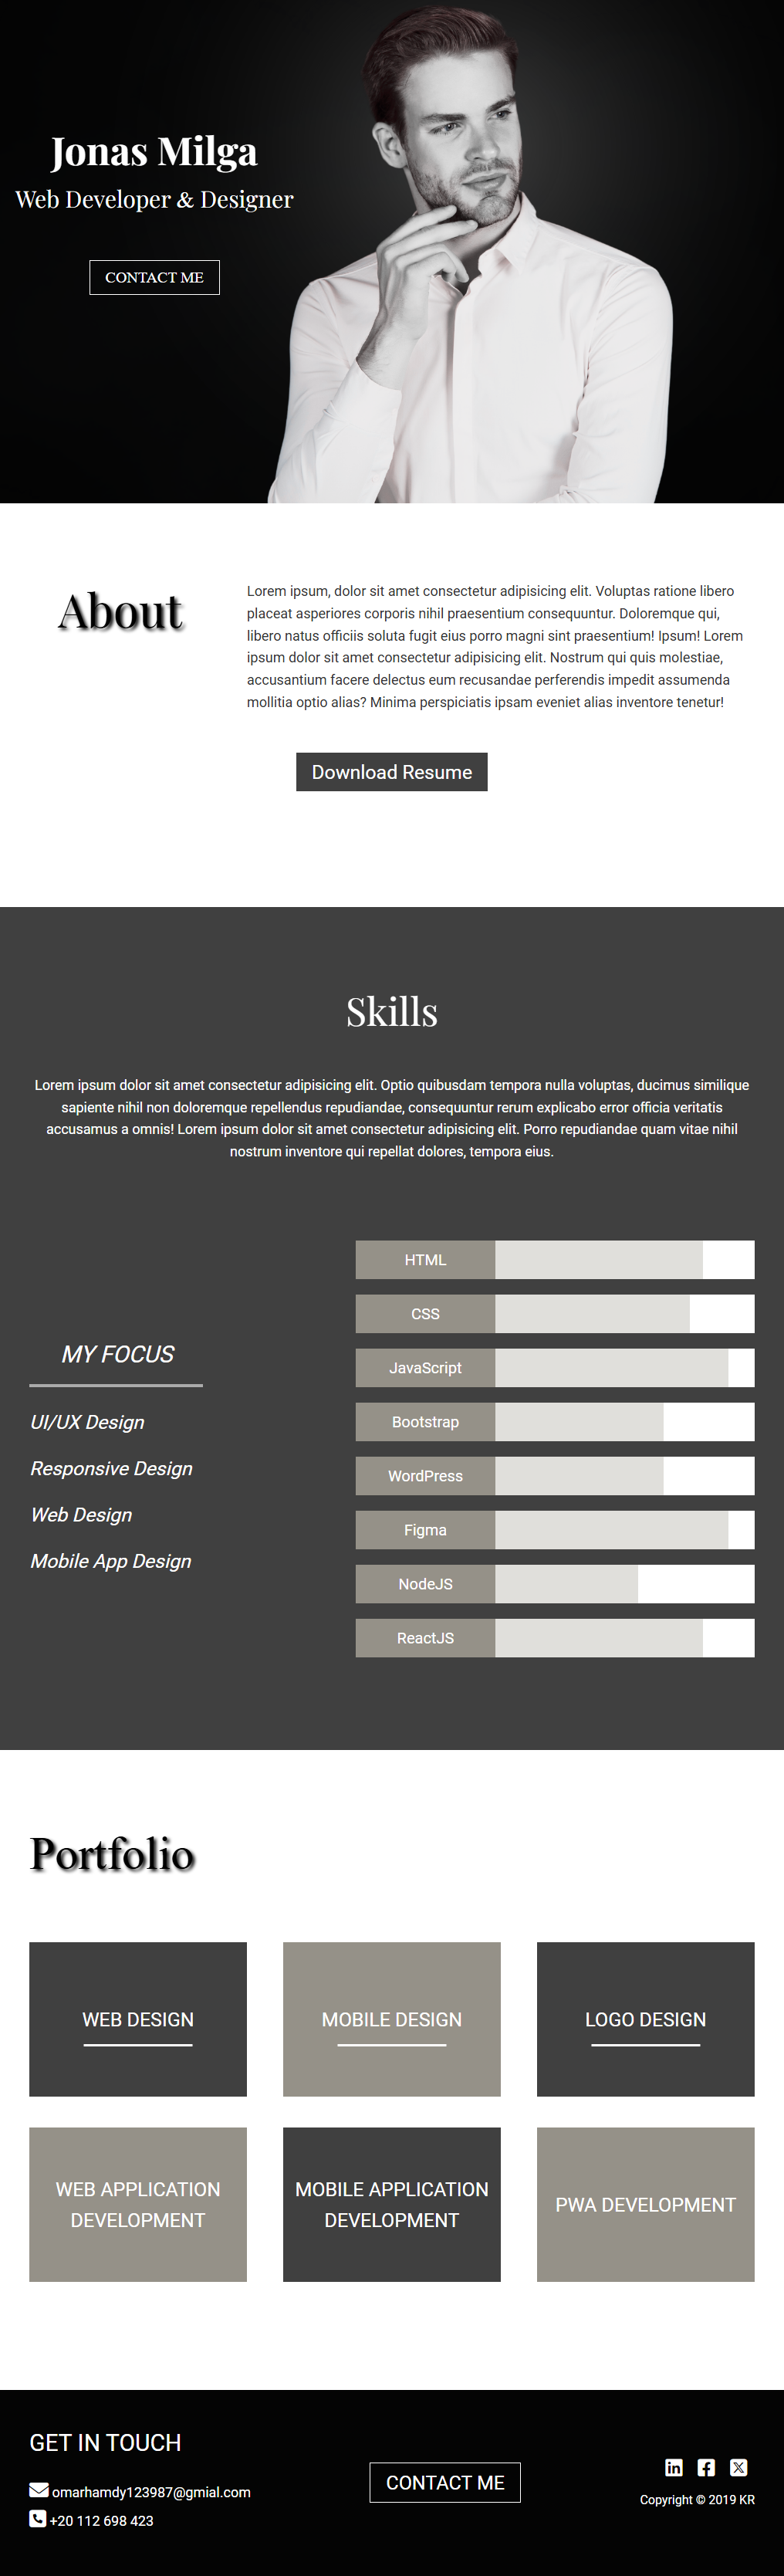 Jonas Milga
Web Developer & Designer
CONTACT ME
About
Lorem ipsum, dolor sit amet consectetur adipisicing elit. Voluptas ratione libero
placeat asperiores corporis nihil praesentium consequuntur. Doloremque qui,
libero natus officiis soluta fugit eius porro magni sint praesentium! Ipsum! Lorem
ipsum dolor sit amet consectetur adipisicing elit. Nostrum qui quis molestiae,
accusantium facere delectus eum recusandae perferendis impedit assumenda
mollitia optio alias? Minima perspiciatis ipsam eveniet alias inventore tenetur!
Download Resume
Skills
Lorem ipsum dolor sit amet consectetur adipisicing elit. Optio quibusdam tempora nulla voluptas, ducimus similique
sapiente nihil non doloremque repellendus repudiandae, consequuntur rerum explicabo error officia veritatis
accusamus a omnis! Lorem ipsum dolor sit amet consectetur adipisicing elit. Porro repudiandae quam vitae nihil
nostrum inventore qui repellat dolores, tempora eius.
MY FOCUS
UI/UX Design
Responsive Design
Web Design
Mobile App Design
HTML
CSS
JavaScript
Bootstrap
WordPress
Figma
NodeJS
ReactJS
Portfolio
WEB DESIGN
MOBILE DESIGN
LOGO DESIGN
WEB APPLICATION
DEVELOPMENT
MOBILE APPLICATION
DEVELOPMENT
PWA DEVELOPMENT
GET IN TOUCH
omarhamdy123987@gmial.com
+20 112 698 423
CONTACT ME
Copyright © 2019 KR